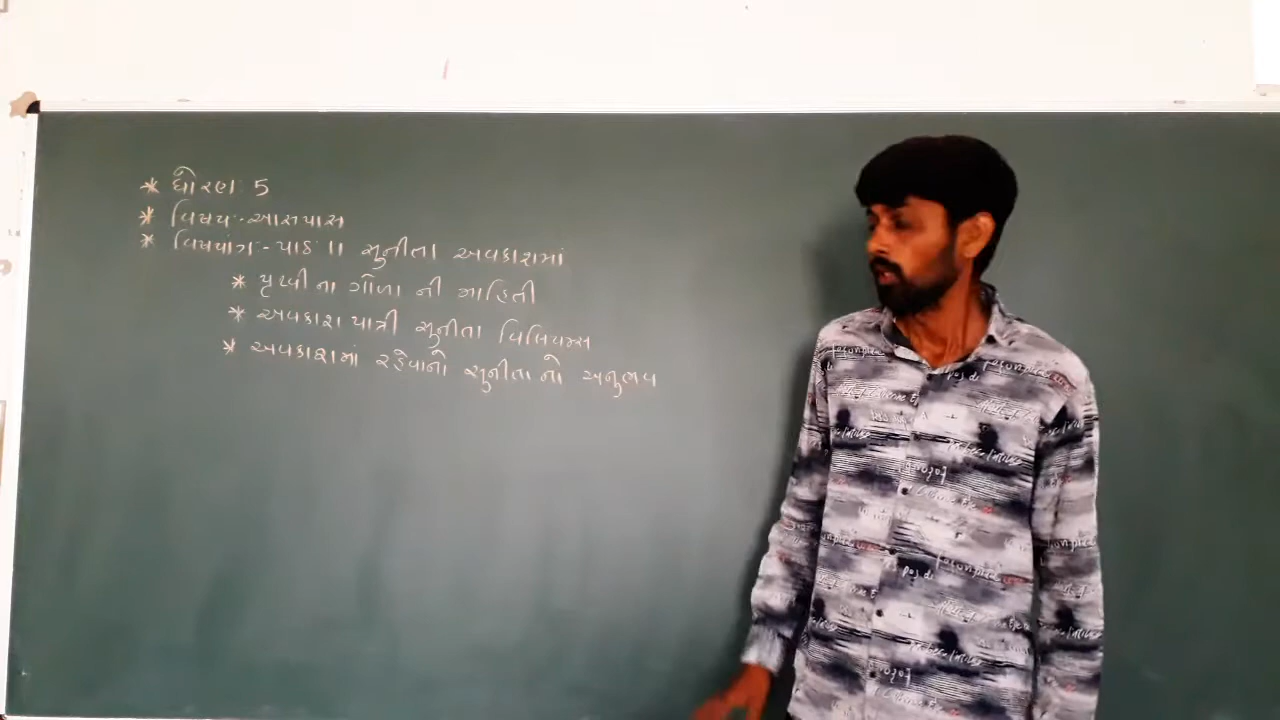 * ધોરણ 5
* વિષય:- આસપાસ
* વિષયાંગ:- પાઠ 11 સુનીતા અવકાશમાં
* પૃથ્વી ના ગોળા ની માહિતી
* અવકાશ યાત્રી સુનીતા વિલિયમ્સ
* અવકાશમાં રહેવાનો સુનીતા નો અનુભવ